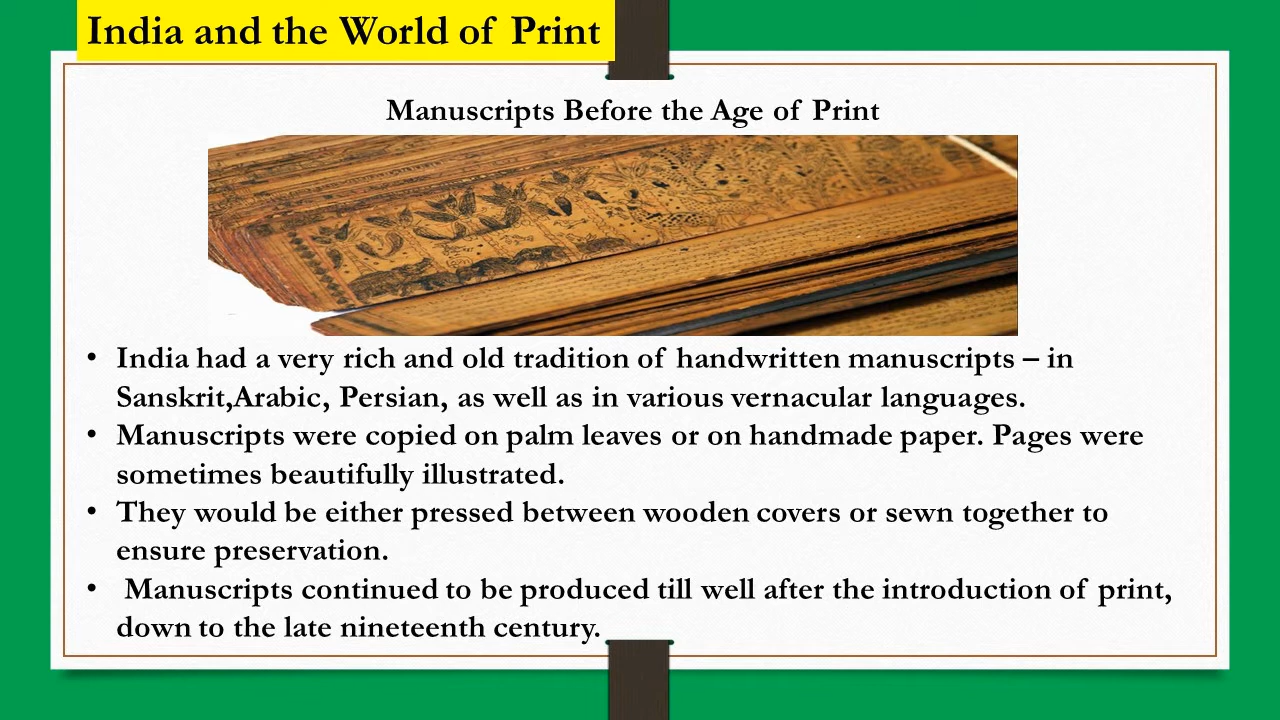 India and the World of Print
Manuscripts Before the Age of Print
• India had a very rich and old tradition of handwritten manuscripts – in
Sanskrit,Arabic, Persian, as well as in various vernacular languages.
• Manuscripts were copied on palm leaves or on handmade paper. Pages were
sometimes beautifully illustrated.
• They would be either pressed between wooden covers or sewn together to
ensure preservation.
• Manuscripts continued to be produced till well after the introduction of print,
down to the late nineteenth century.